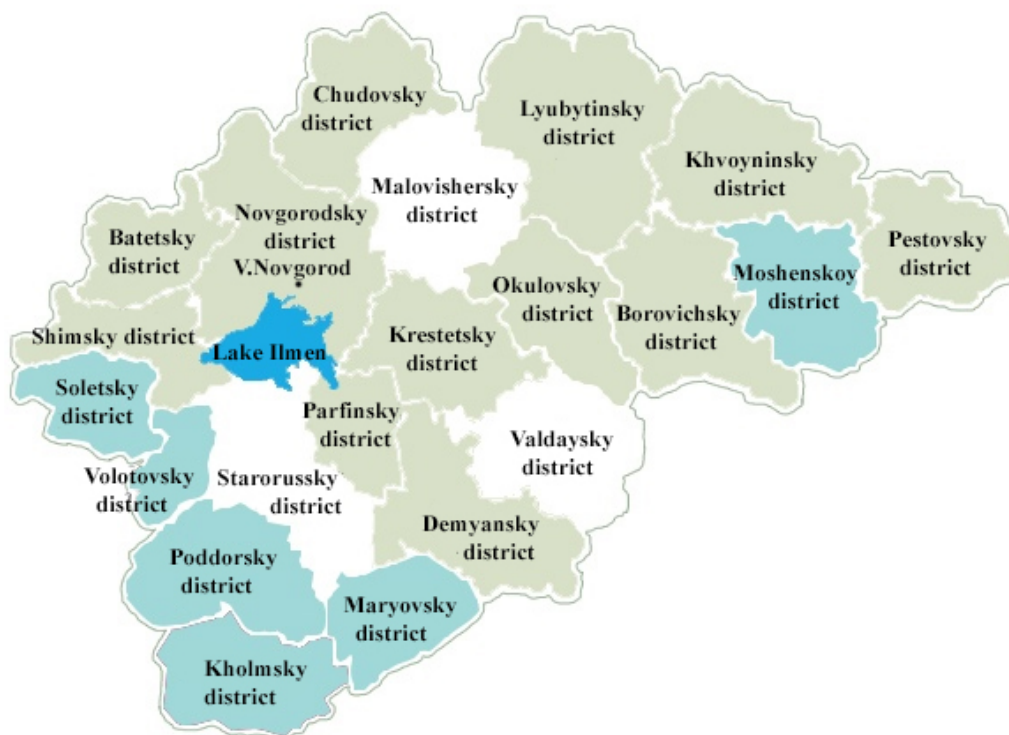 Chudovsky
district
Lyubytinsky
district
Khvoyninsky
district
Malovishersky
district
Novgorodsky
district
V.Novgorod
Batetsky
district
Pestovsky
district
Moshenskoy
district
Okulovsky
district
Borovichsky
district
Shimsky district
Lake Ilmen
Krestetsky
district
Soletsky
district
Parfinsky
district
Valdaysky
district
Volotovsky
district
Starorussky
district
Demyansky
district
Poddorsky
district
Maryovsky
district
Kholmsky
district